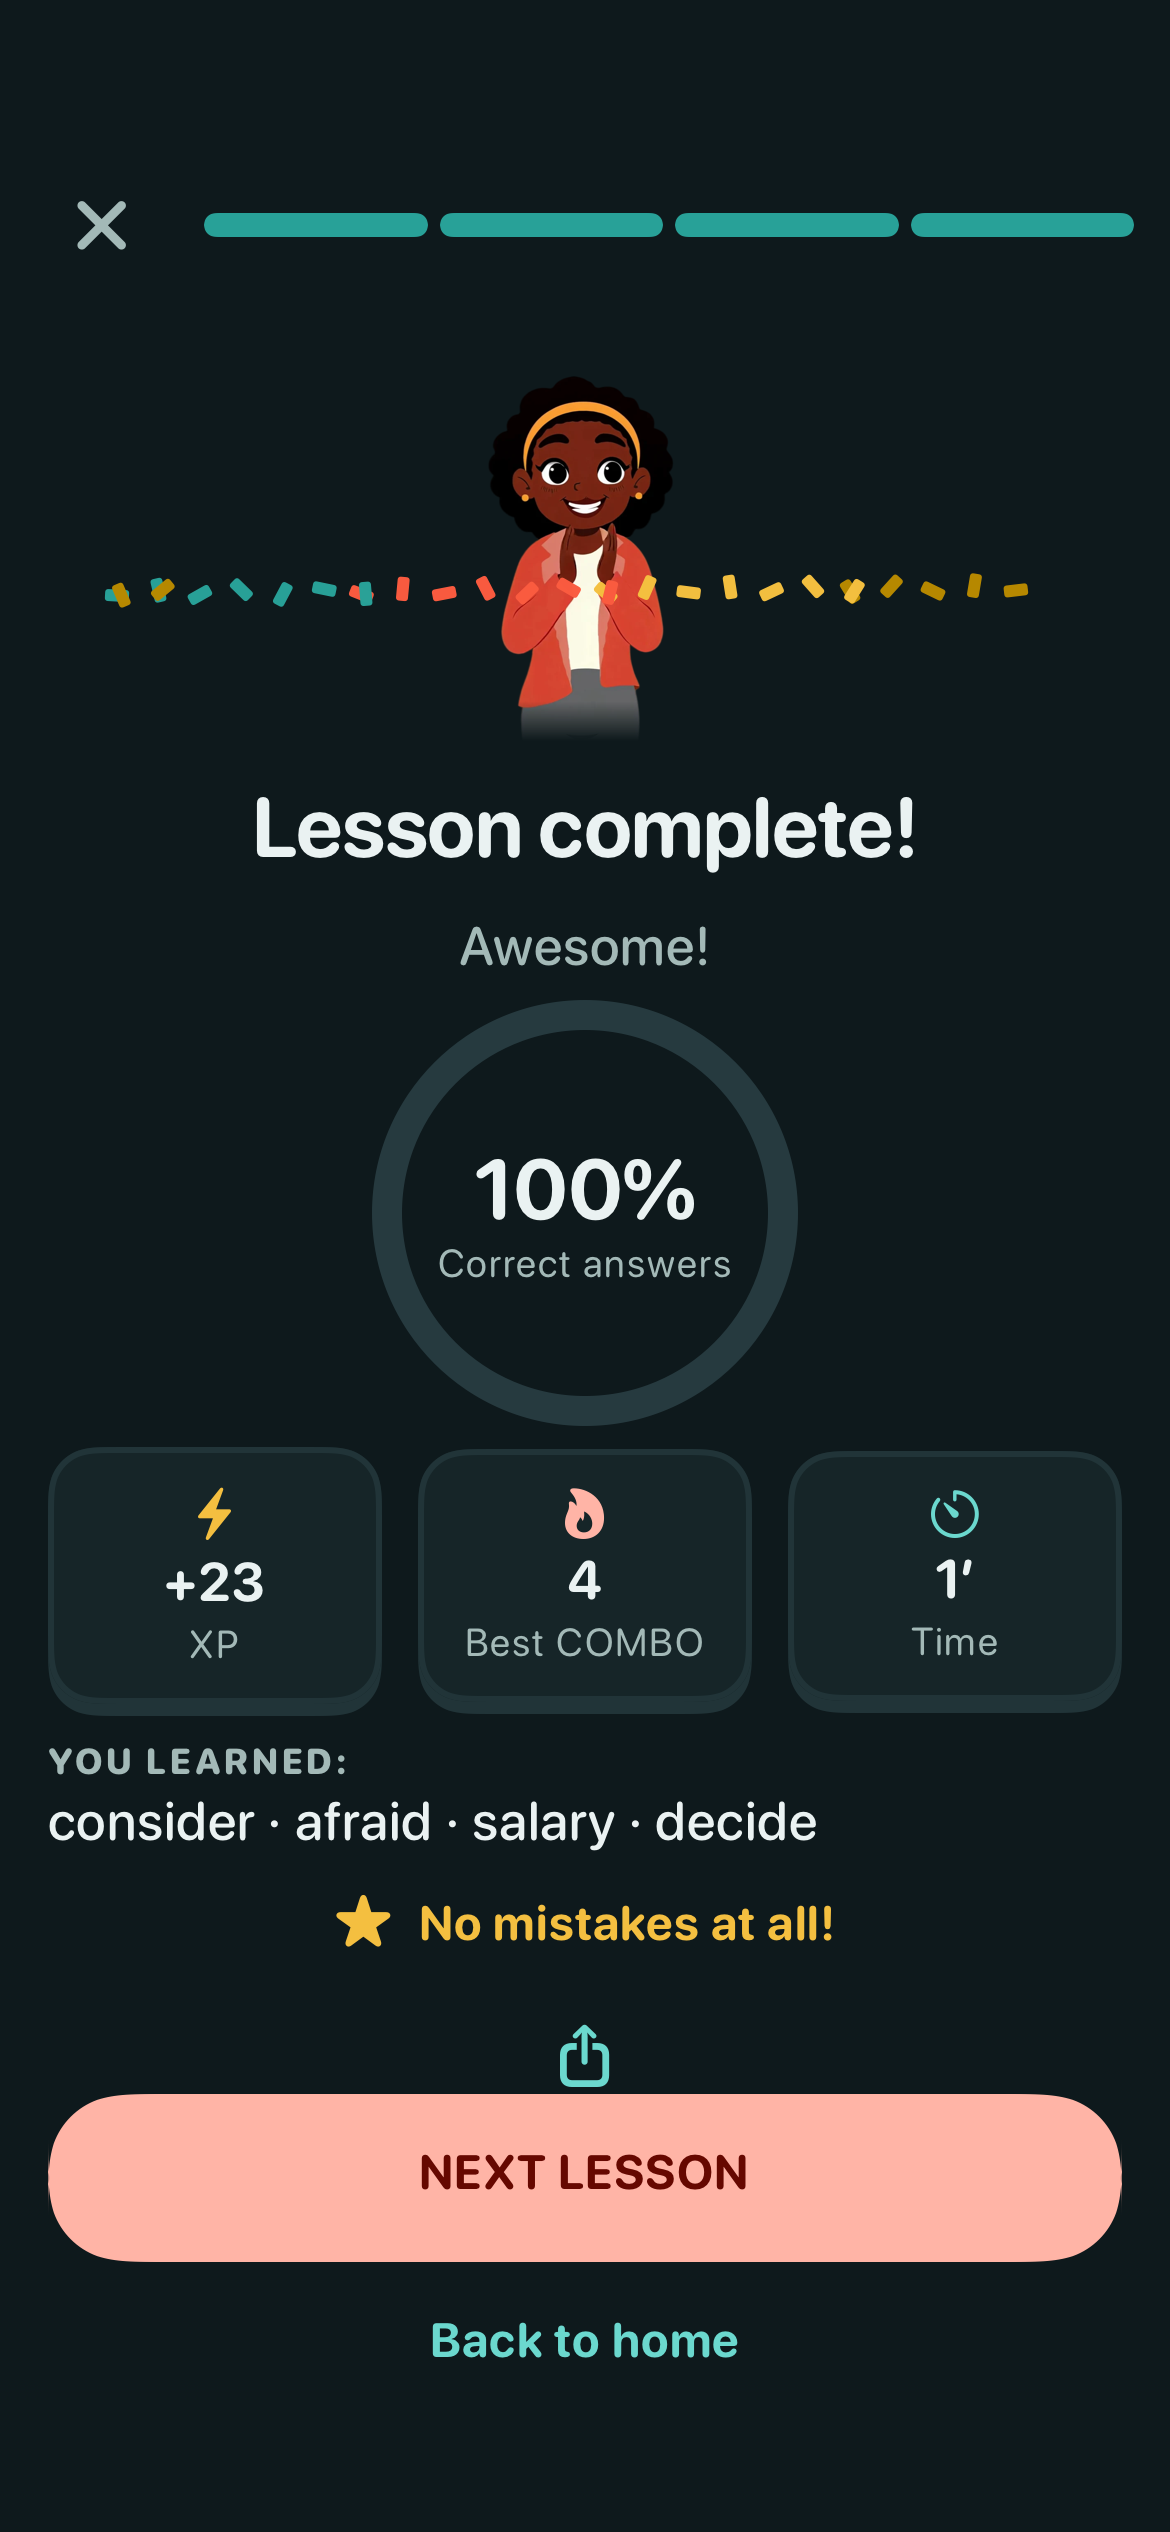 Lesson complete!
Awesome!
100%
Correct answers
+23
XP
4
Best COMBO
1′
Time
YOU LEARNED:
consider · afraid · salary · decide
No mistakes at all!
NEXT LESSON
Back to home